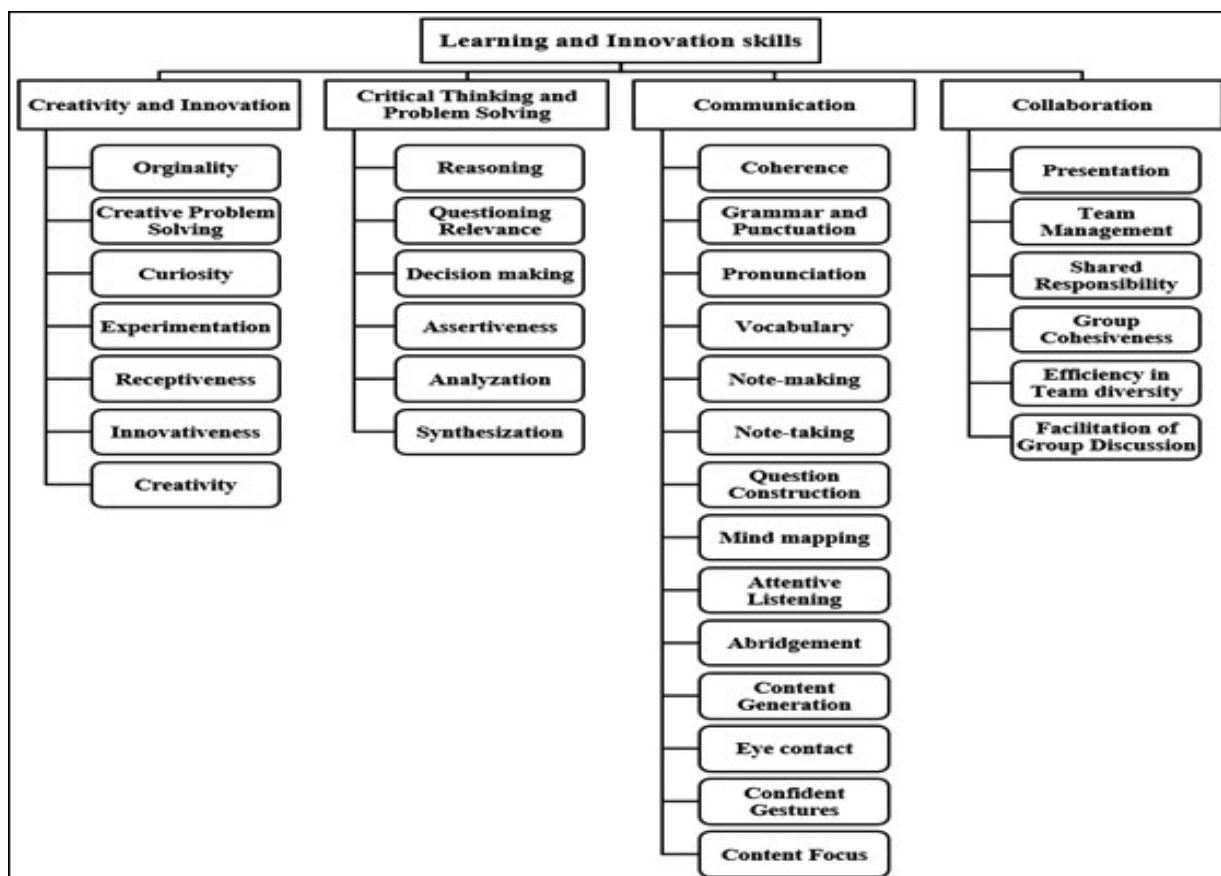 Learning and Innovation skills
Creativity and Innovation
Orginality
Creative Problem
Solving
Curiosity
Experimentation
Receptiveness
Innovativeness
Creativity
Critical Thinking and
Problem Solving
Reasoning
Questioning
Relevance
Decision making
Assertiveness
Analyzation
Synthesization
Communication
Coherence
Grammar and
Punctuation
Pronunciation
Vocabulary
Note-making
Note-taking
Question
Construction
Mind mapping
Attentive
Listening
Abridgement
Content
Generation
Eye contact
Confident
Gestures
Content Focus
Collaboration
Presentation
Team
Management
Shared
Responsibility
Group
Cohesiveness
Efficiency in
Team diversity
Facilitation of
Group Discussion